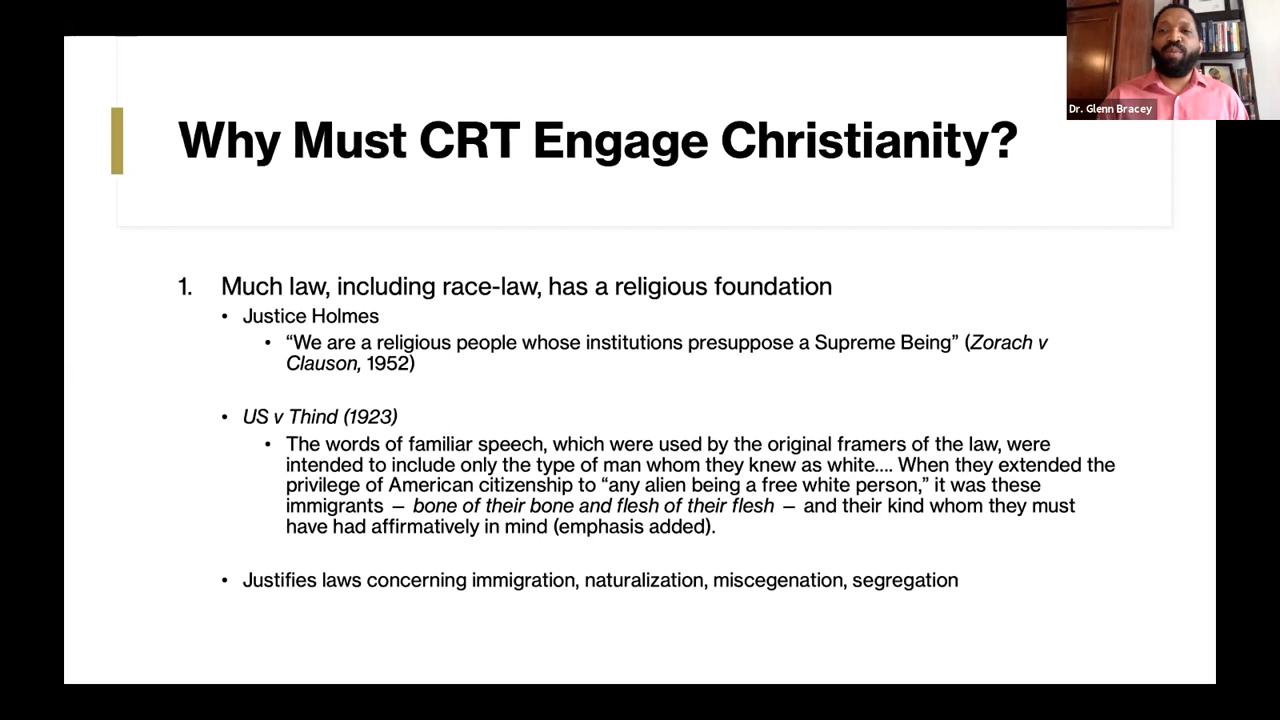 Dr. Glenn Bracey
Why Must CRT Engage Christianity?
1. Much law, including race-law, has a religious foundation
• Justice Holmes
• “We are a religious people whose institutions presuppose a Supreme Being” (Zorach v
Clauson, 1952)
• US v Thind (1923)
• The words of familiar speech, which were used by the original framers of the law, were
intended to include only the type of man whom they knew as white.... When they extended the
privilege of American citizenship to “any alien being a free white person,” it was these
immigrants – bone of their bone and flesh of their flesh – and their kind whom they must
have had affirmatively in mind (emphasis added).
• Justifies laws concerning immigration, naturalization, miscegenation, segregation